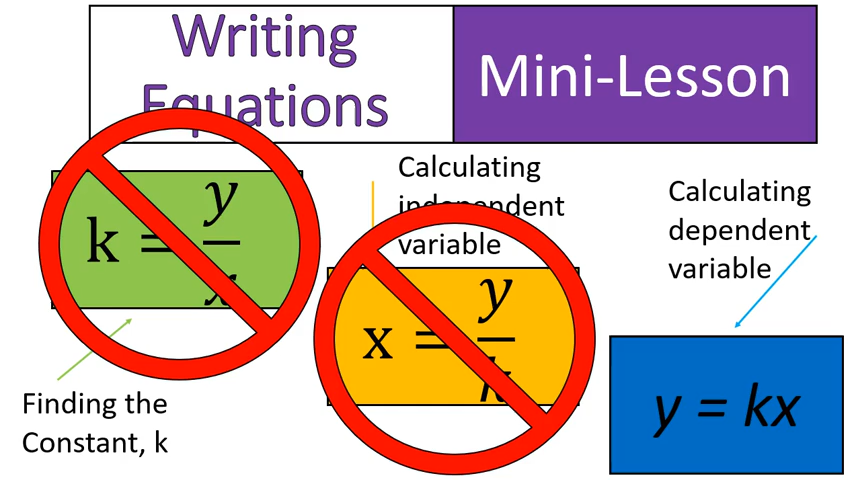 Writing
Equations
Mini-Lesson
k = y/x
Finding the
Constant, k
Calculating
independent
variable
x = y/k
Calculating
dependent
variable
y = kx